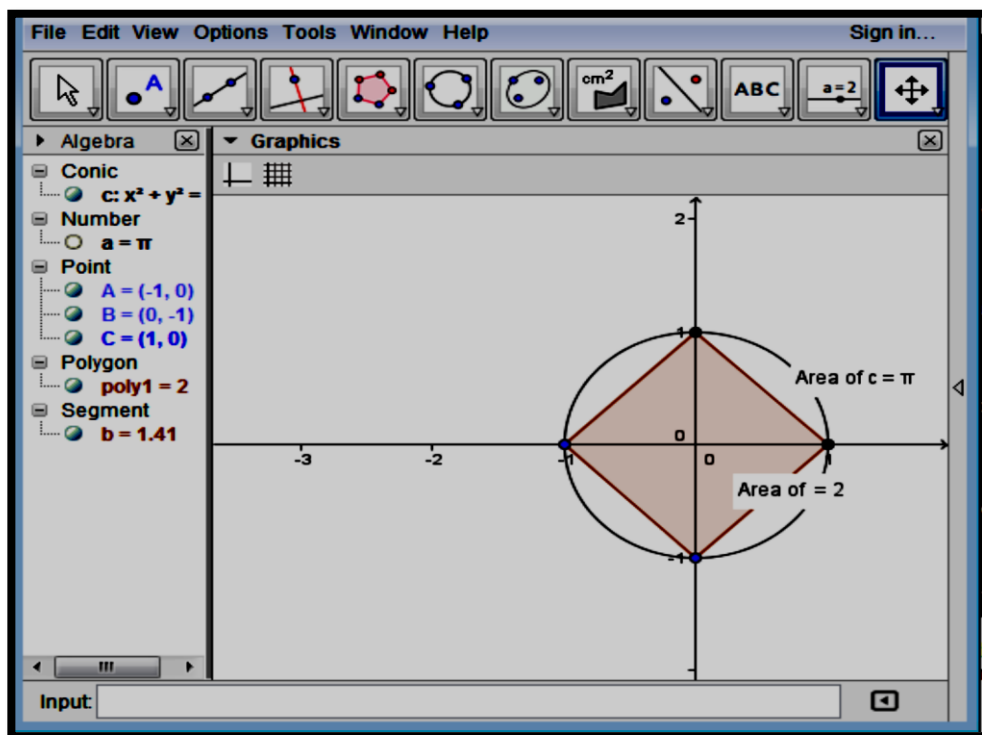 File Edit View Options Tools Window Help Sign in...
A cm² ABC a=2
Algebra
Graphics
Conic
c: x² + y² =
Number
a = π
Point
A = (-1, 0)
B = (0, -1)
C = (1, 0)
Polygon
poly1 = 2
Segment
b = 1.41
2
1
Area of c = π
0
-3 -2 -1 0 1
Area of = 2
-1
Input: